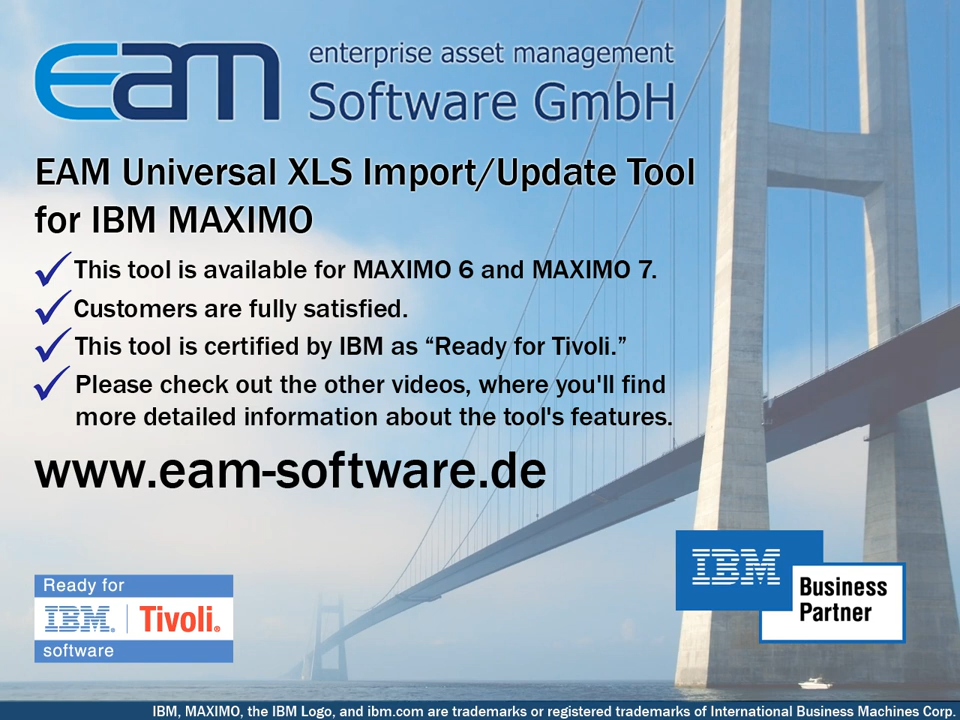 eam enterprise asset management
Software GmbH
EAM Universal XLS Import/Update Tool
for IBM MAXIMO
This tool is available for MAXIMO 6 and MAXIMO 7.
Customers are fully satisfied.
This tool is certified by IBM as “Ready for Tivoli.”
Please check out the other videos, where you'll find
more detailed information about the tool's features.
www.eam-software.de
Ready for
IBM. | Tivoli®
software
IBM
Business
Partner
IBM, MAXIMO, the IBM Logo, and ibm.com are trademarks or registered trademarks of International Business Machines Corp.